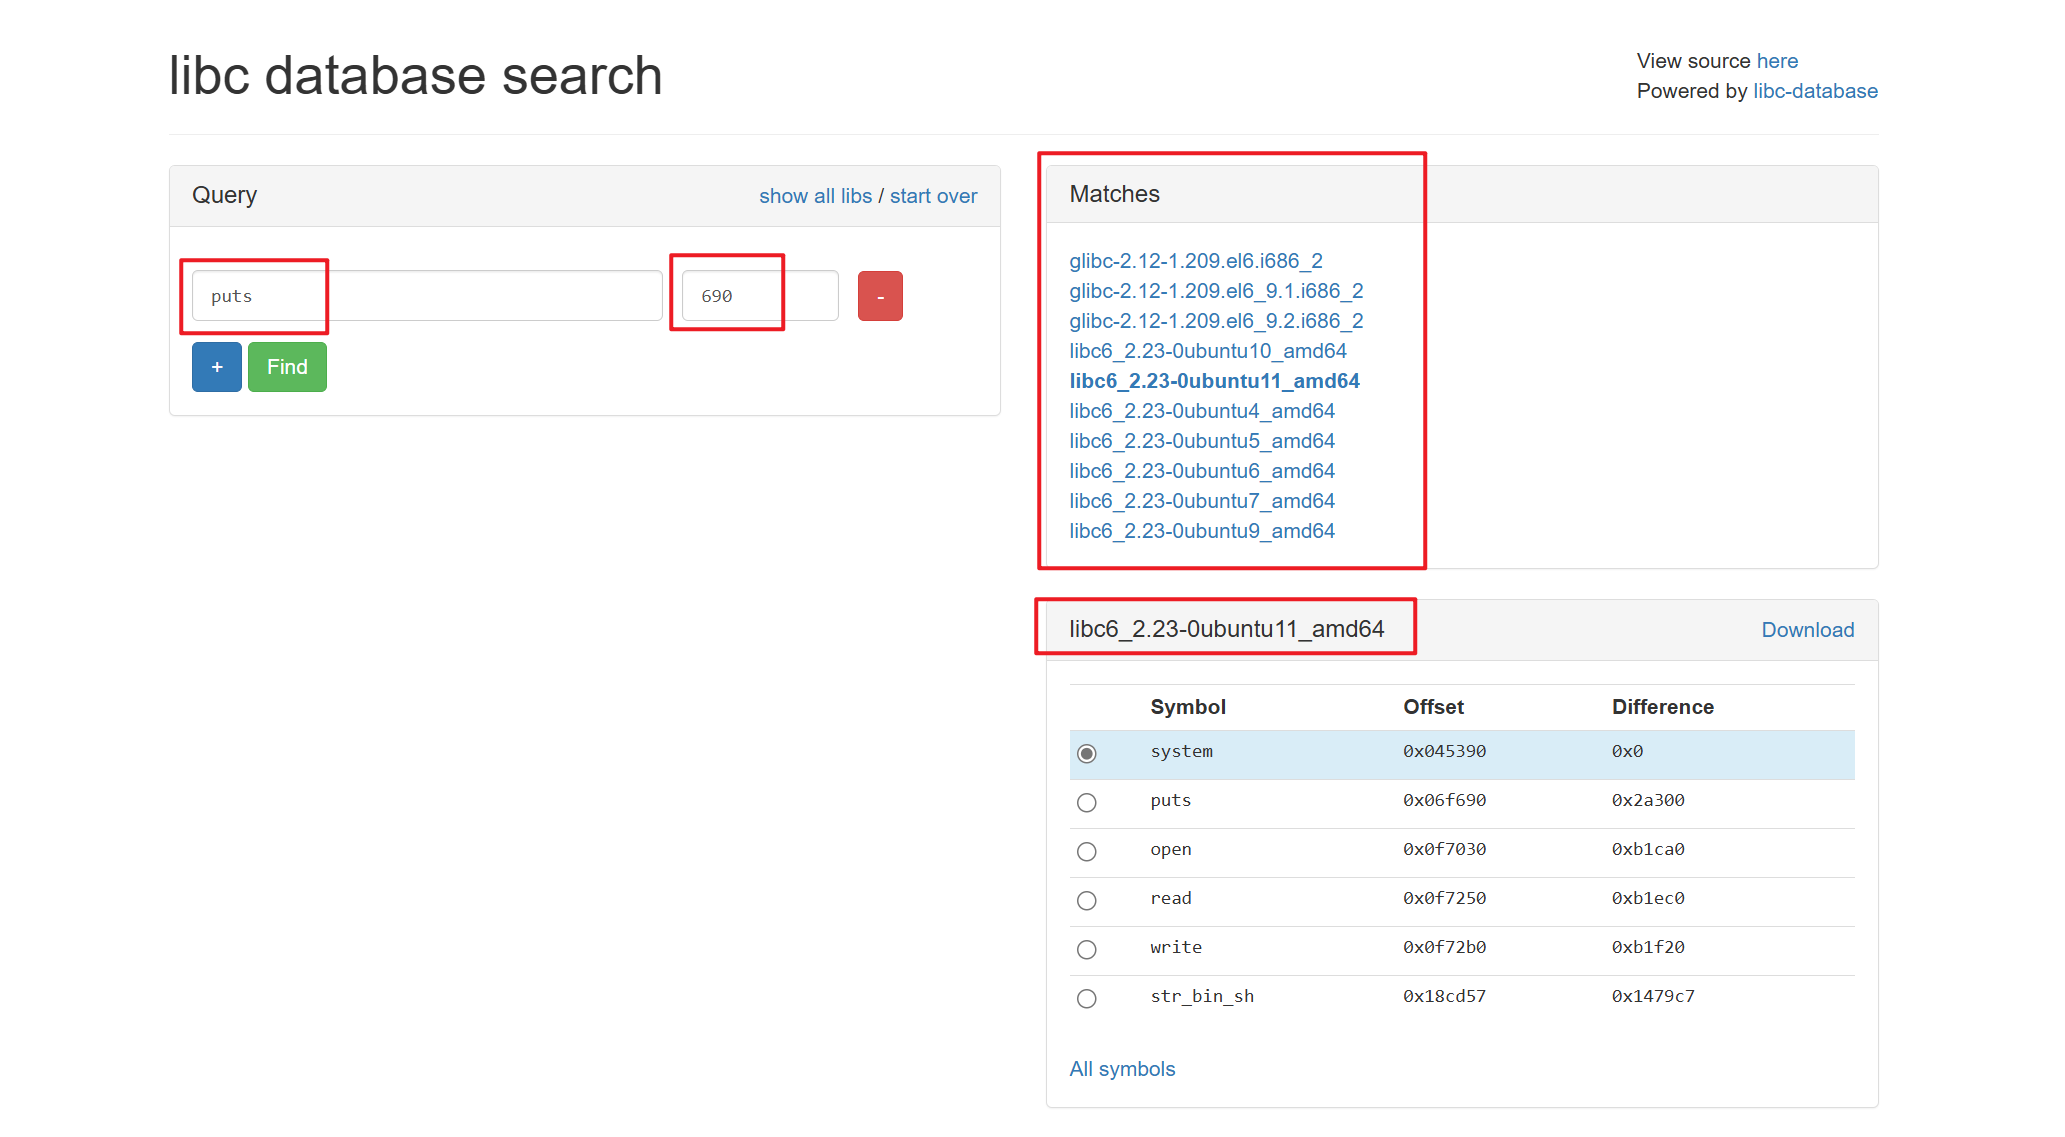 libc database search
View source here
Powered by libc-database
Query
show all libs / start over
puts
690
-
+
Find
Matches
glibc-2.12-1.209.el6.i686_2
glibc-2.12-1.209.el6_9.1.i686_2
glibc-2.12-1.209.el6_9.2.i686_2
libc6_2.23-0ubuntu10_amd64
libc6_2.23-0ubuntu11_amd64
libc6_2.23-0ubuntu4_amd64
libc6_2.23-0ubuntu5_amd64
libc6_2.23-0ubuntu6_amd64
libc6_2.23-0ubuntu7_amd64
libc6_2.23-0ubuntu9_amd64
libc6_2.23-0ubuntu11_amd64
Download
Symbol Offset Difference
system 0x045390 0x0
puts 0x06f690 0x2a300
open 0x0f7030 0xb1ca0
read 0x0f7250 0xb1ec0
write 0x0f72b0 0xb1f20
str_bin_sh 0x18cd57 0x1479c7
All symbols